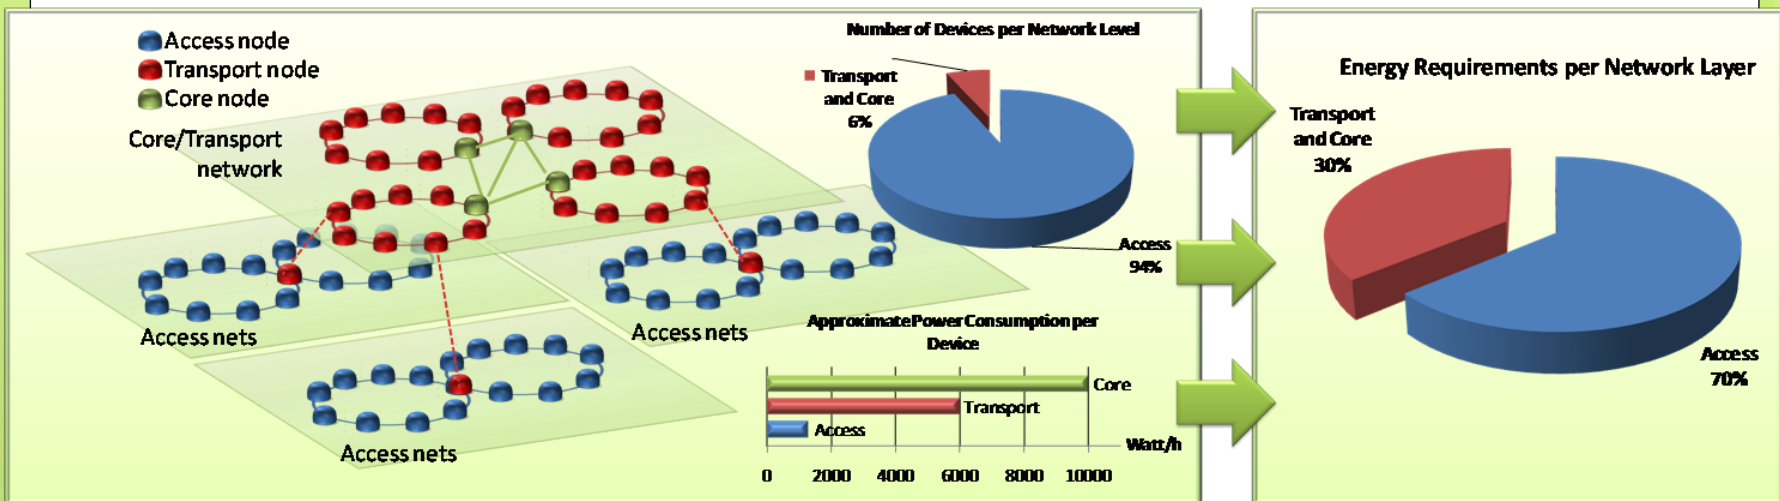 Access node
Transport node
Core node
Core/Transport
network
Access nets
Access nets
Access nets
Number of Devices per Network Level
Transport
and Core
6%
Access
94%
Approximate Power Consumption per
Device
Core
Transport
Access
Watt/h
0 2000 4000 6000 8000 10000
Energy Requirements per Network Layer
Transport
and Core
30%
Access
70%